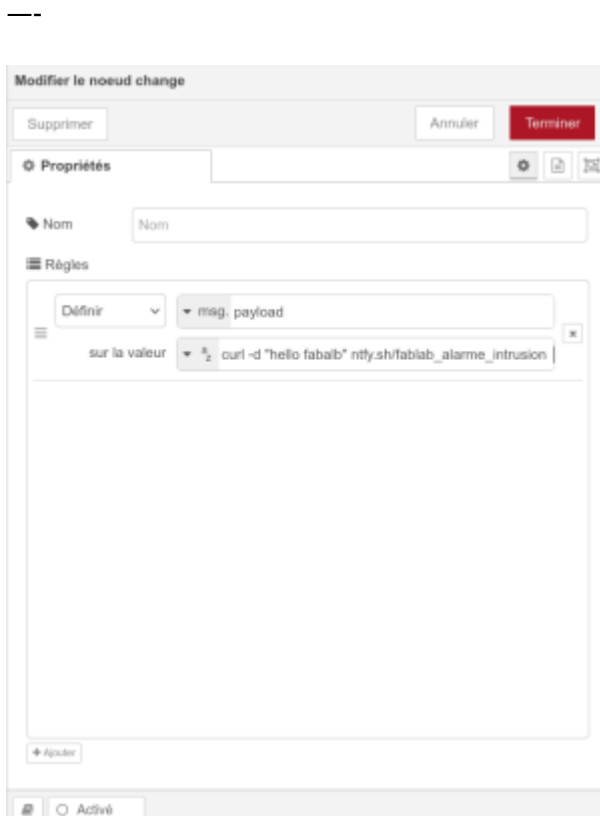 —-
Modifier le noeud change
Supprimer Annuler Terminer
Propriétés
Nom Nom
Règles
Définir msg. payload
sur la valeur a z curl -d "hello fabalb" ntfy.sh/fablab_alarme_intrusion
Ajouter
Activé